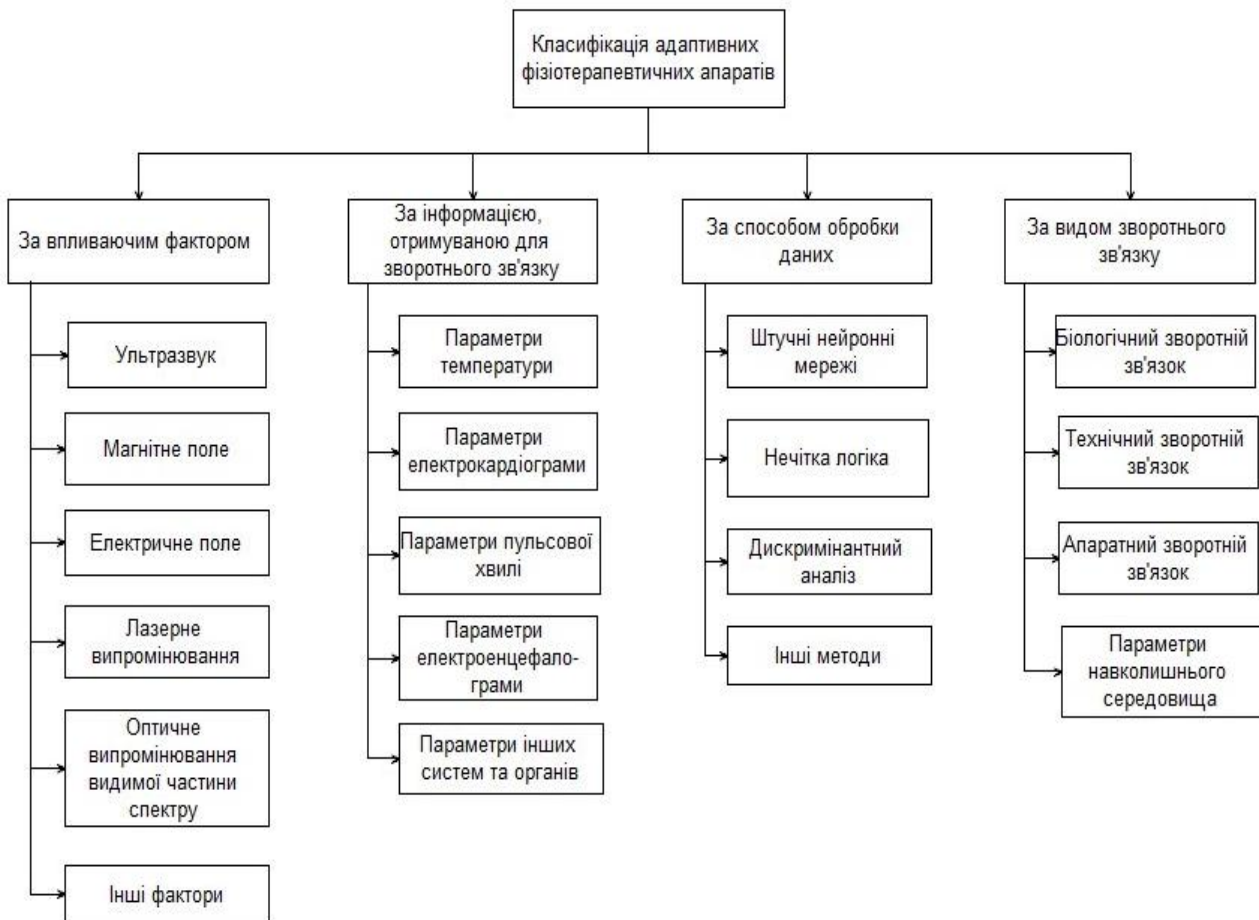 Класифікація адаптивних
фізіотерапевтичних апаратів
За впливаючим фактором
Ультразвук
Магнітне поле
Електричне поле
Лазерне
випромінювання
Оптичне
випромінювання
видимої частини
спектру
Інші фактори
За інформацією,
отримуваною для
зворотнього зв'язку
Параметри
температури
Параметри
електрокардіограми
Параметри пульсової
хвилі
Параметри
електроенцефало-
грами
Параметри інших
систем та органів
За способом обробки
даних
Штучні нейронні
мережі
Нечітка логіка
Дискримінантний
аналіз
Інші методи
За видом зворотнього
зв'язку
Біологічний зворотній
зв'язок
Технічний зворотній
зв'язок
Апаратний зворотній
зв'язок
Параметри
навколишнього
середовища